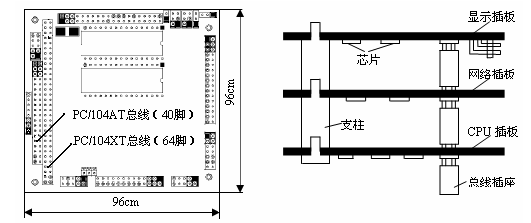 PC/104AT总线（40脚）
PC/104XT总线（64脚）
96cm
96cm
显示插板
芯片
网络插板
支柱
CPU 插板
总线插座